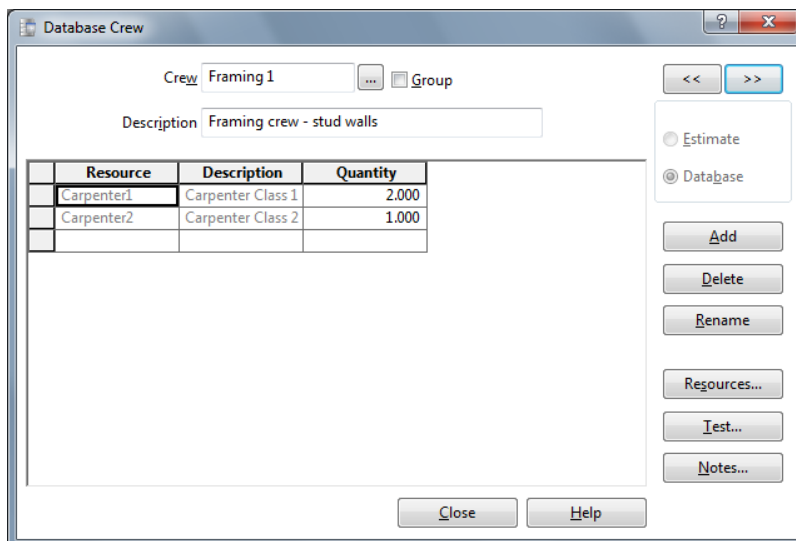 Database Crew
Crew Framing 1 ... Group << >>
Description Framing crew - stud walls
Estimate
Database
Resource Description Quantity
Carpenter1 Carpenter Class 1 2.000
Carpenter2 Carpenter Class 2 1.000
Add
Delete
Rename
Resources...
Test...
Notes...
Close Help